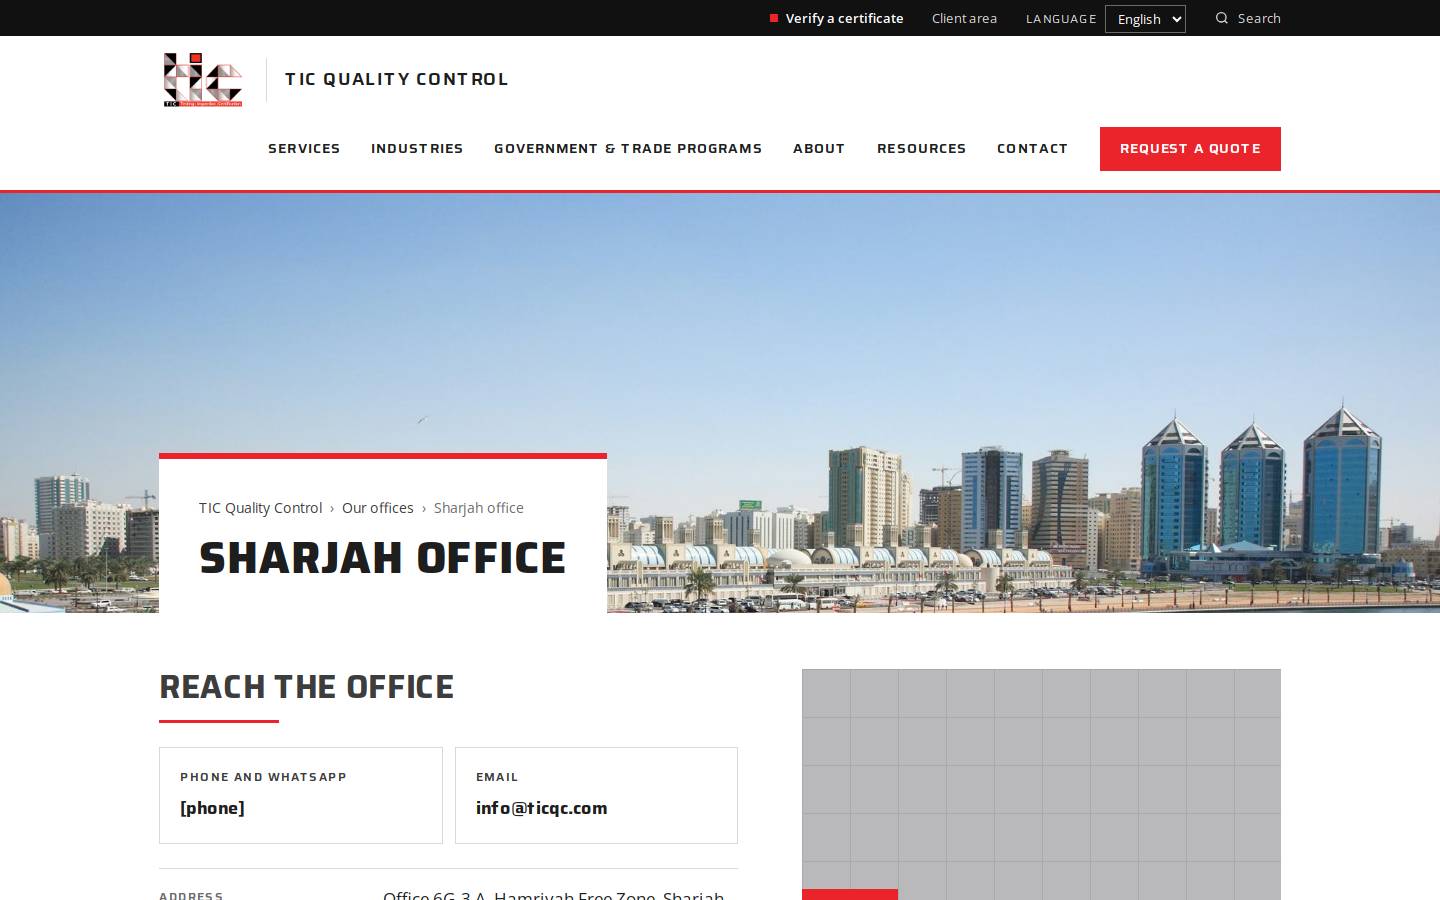 Verify a certificate
Client area
LANGUAGE
English
Search
tic
TIC QUALITY CONTROL
SERVICES
INDUSTRIES
GOVERNMENT & TRADE PROGRAMS
ABOUT
RESOURCES
CONTACT
REQUEST A QUOTE
TIC Quality Control › Our offices › Sharjah office
SHARJAH OFFICE
REACH THE OFFICE
PHONE AND WHATSAPP
[phone]
EMAIL
info@ticqc.com
ADDRESS
Office 6G-3 A, Hamriyah Free Zone, Sharjah,